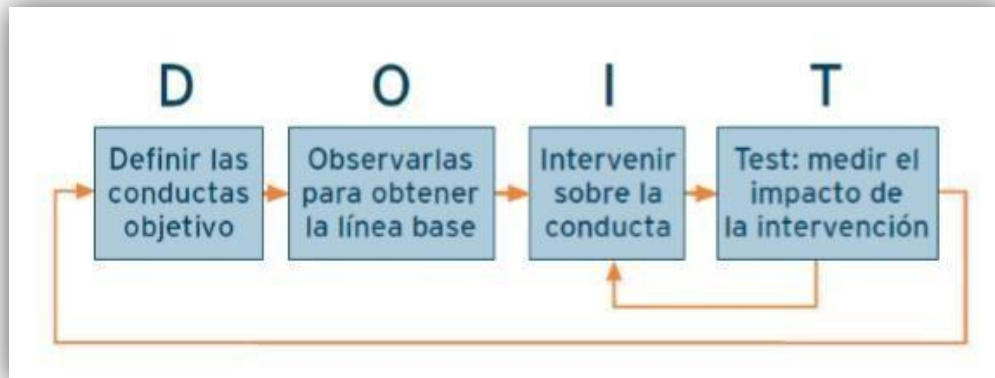 D
O
I
T
Definir las
conductas
objetivo
Observarlas
para obtener
la línea base
Intervenir
sobre la
conducta
Test: medir el
impacto de
la intervención